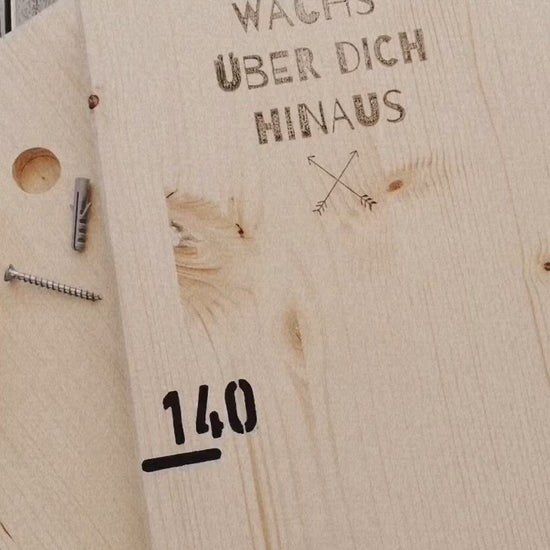 WACHS
ÜBER DICH
HINAUS
140